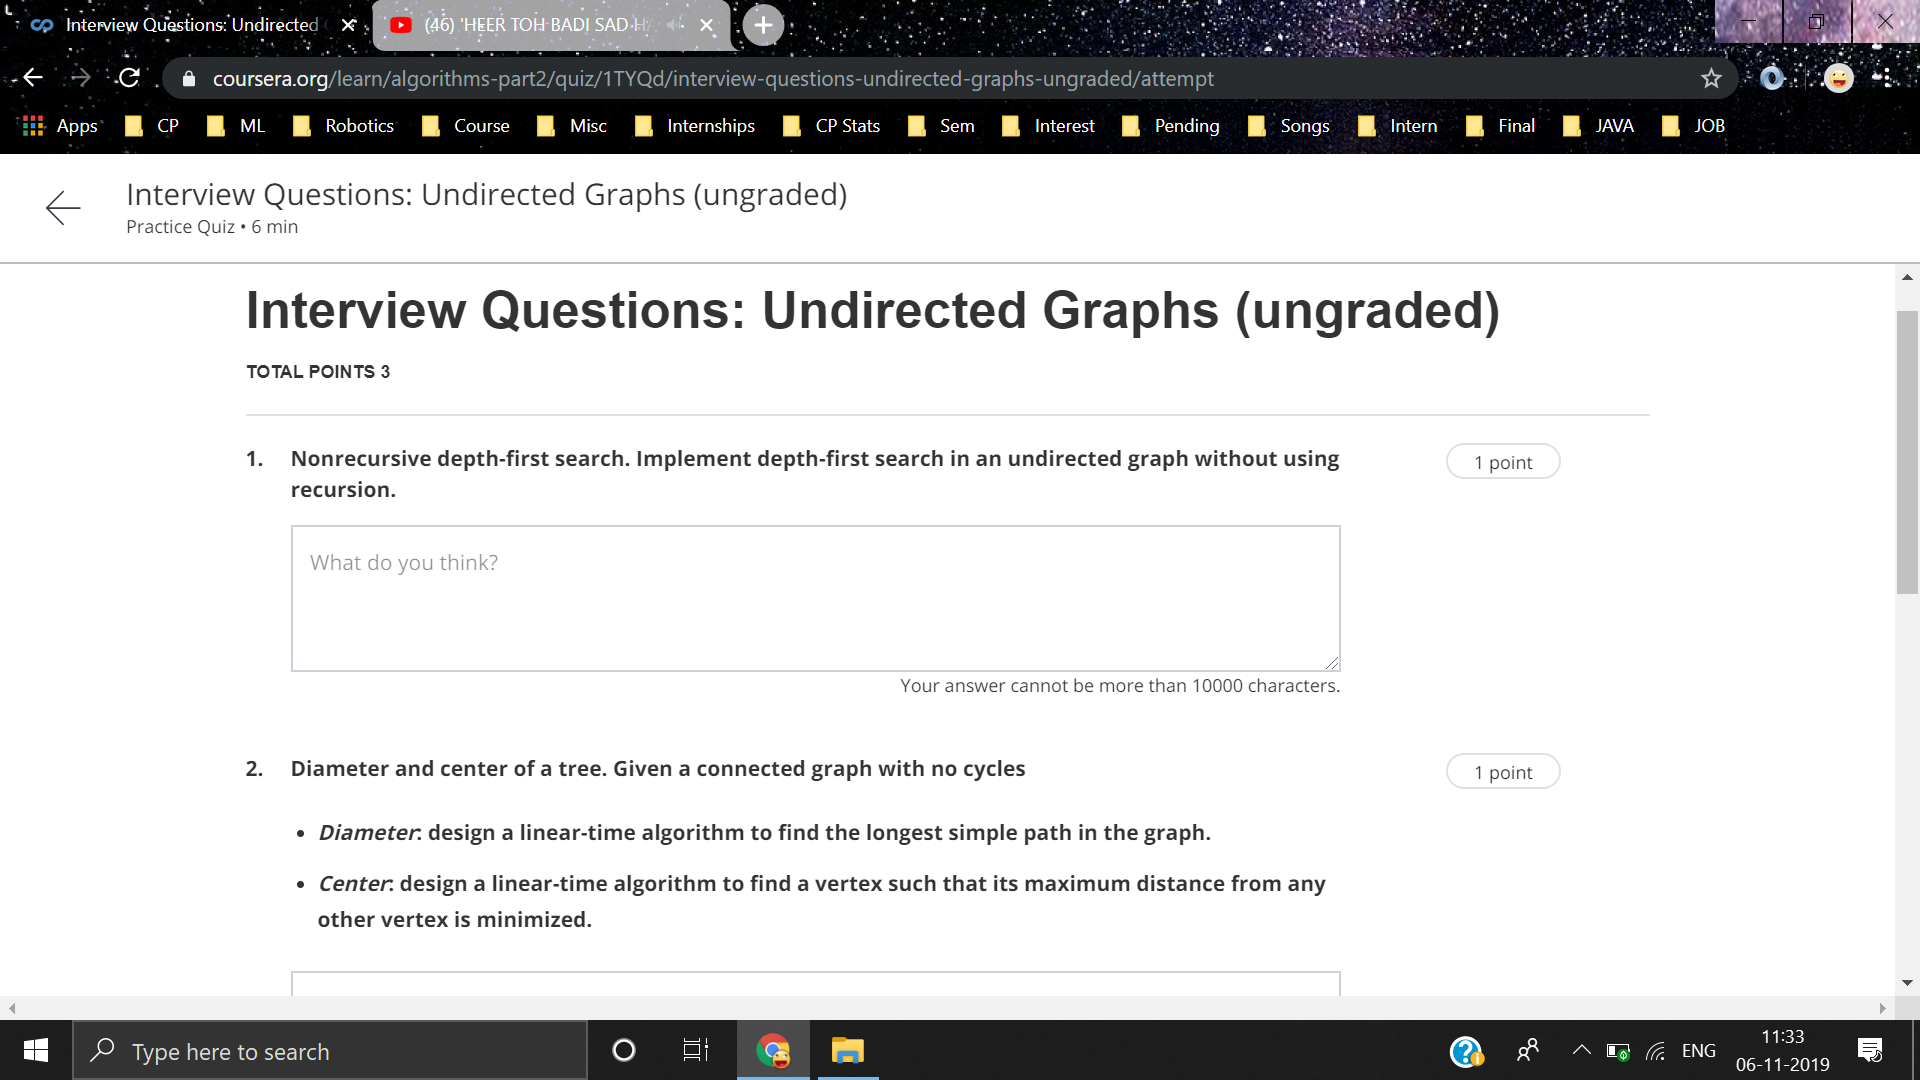 Interview Questions: Undirected
(46) 'HEER TOH BADI SAD H
coursera.org/learn/algorithms-part2/quiz/1TYQd/interview-questions-undirected-graphs-ungraded/attempt
Apps CP ML Robotics Course Misc Internships CP Stats Sem Interest Pending Songs Intern Final JAVA JOB
Interview Questions: Undirected Graphs (ungraded)
Practice Quiz • 6 min
Interview Questions: Undirected Graphs (ungraded)
TOTAL POINTS 3
1. Nonrecursive depth-first search. Implement depth-first search in an undirected graph without using
recursion.
1 point
What do you think?
Your answer cannot be more than 10000 characters.
2. Diameter and center of a tree. Given a connected graph with no cycles
1 point
• Diameter: design a linear-time algorithm to find the longest simple path in the graph.
• Center: design a linear-time algorithm to find a vertex such that its maximum distance from any
other vertex is minimized.
Type here to search
ENG
11:33
06-11-2019